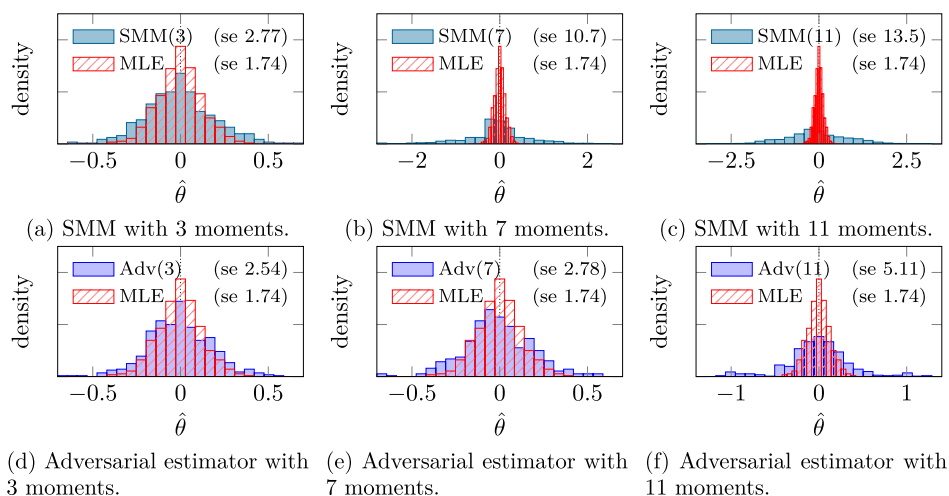 density
SMM(3) (se 2.77)
MLE (se 1.74)
−0.5 0 0.5
θ̂
(a) SMM with 3 moments.
density
SMM(7) (se 10.7)
MLE (se 1.74)
−2 0 2
θ̂
(b) SMM with 7 moments.
density
SMM(11) (se 13.5)
MLE (se 1.74)
−2.5 0 2.5
θ̂
(c) SMM with 11 moments.
density
Adv(3) (se 2.54)
MLE (se 1.74)
−0.5 0 0.5
θ̂
(d) Adversarial estimator with
3 moments.
density
Adv(7) (se 2.78)
MLE (se 1.74)
−0.5 0 0.5
θ̂
(e) Adversarial estimator with
7 moments.
density
Adv(11) (se 5.11)
MLE (se 1.74)
−1 0 1
θ̂
(f) Adversarial estimator with
11 moments.